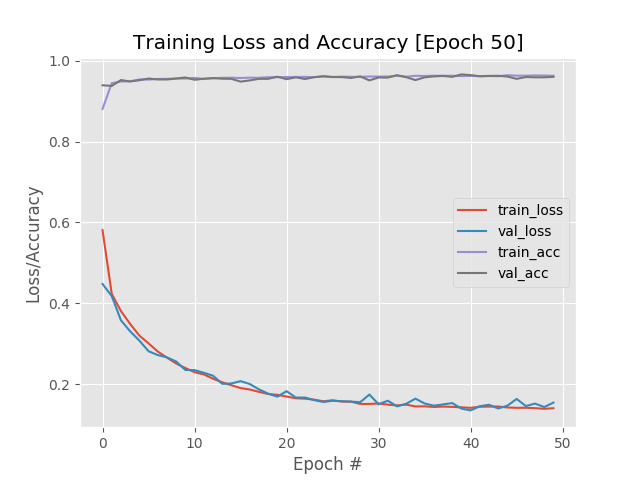 Training Loss and Accuracy [Epoch 50]
1.0
0.8
0.6
0.4
0.2
Loss/Accuracy
train_loss
val_loss
train_acc
val_acc
0 10 20 30 40 50
Epoch #